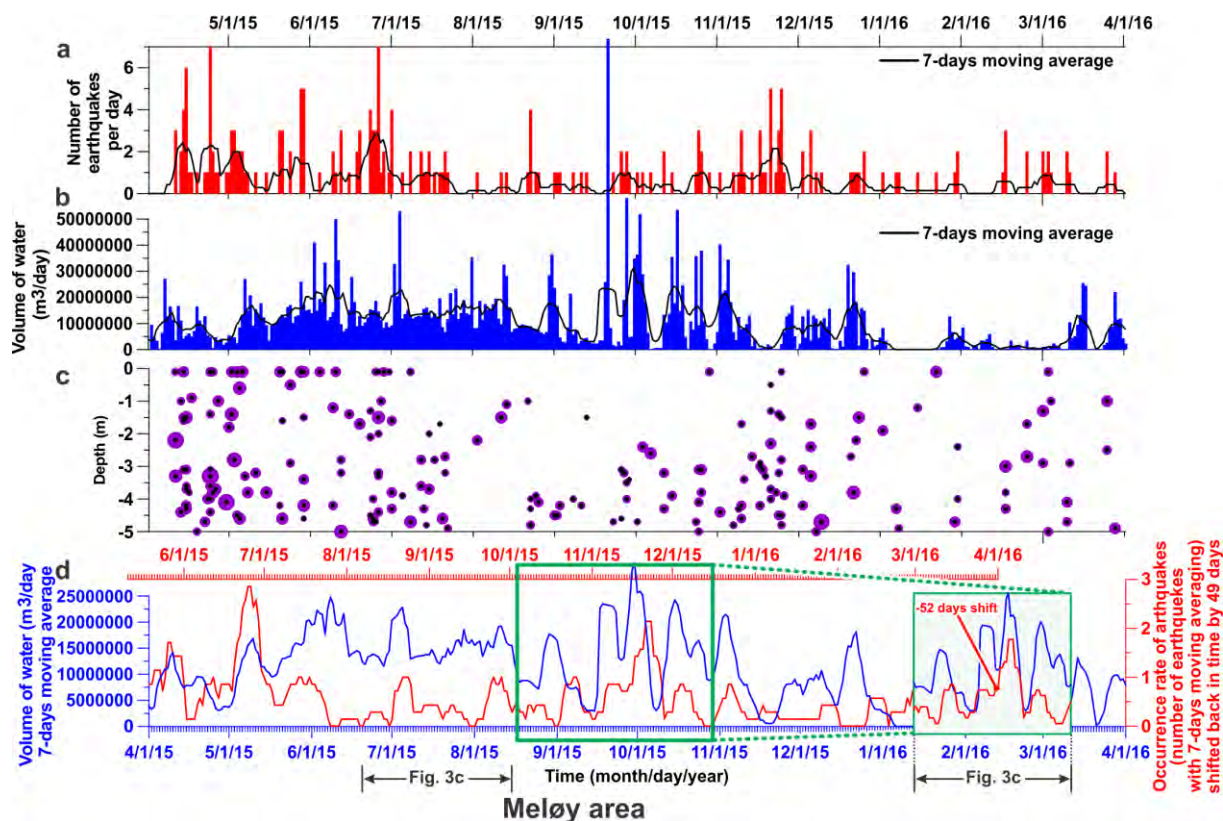 5/1/15 6/1/15 7/1/15 8/1/15 9/1/15 10/1/15 11/1/15 12/1/15 1/1/16 2/1/16 3/1/16 4/1/16
a
Number of
earthquakes
per day
6
4
2
0
7-days moving average
b
Volume of water
(m3/day)
50000000
40000000
30000000
20000000
10000000
0
7-days moving average
c
Depth (m)
0
-1
-2
-3
-4
-5
6/1/15 7/1/15 8/1/15 9/1/15 10/1/15 11/1/15 12/1/15 1/1/16 2/1/16 3/1/16 4/1/16
d
Volume of water (m3/day
7-days moving average
25000000
20000000
15000000
10000000
5000000
0
-52 days shift
3
2
1
0
Occurrence rate of arthquakes
(number of earthquekes
with 7-days moving averaging)
shifted back in time by 49 days
4/1/15 5/1/15 6/1/15 7/1/15 8/1/15 9/1/15 10/1/15 11/1/15 12/1/15 1/1/16 2/1/16 3/1/16 4/1/16
Fig. 3c Time (month/day/year) Fig. 3c
Meløy area